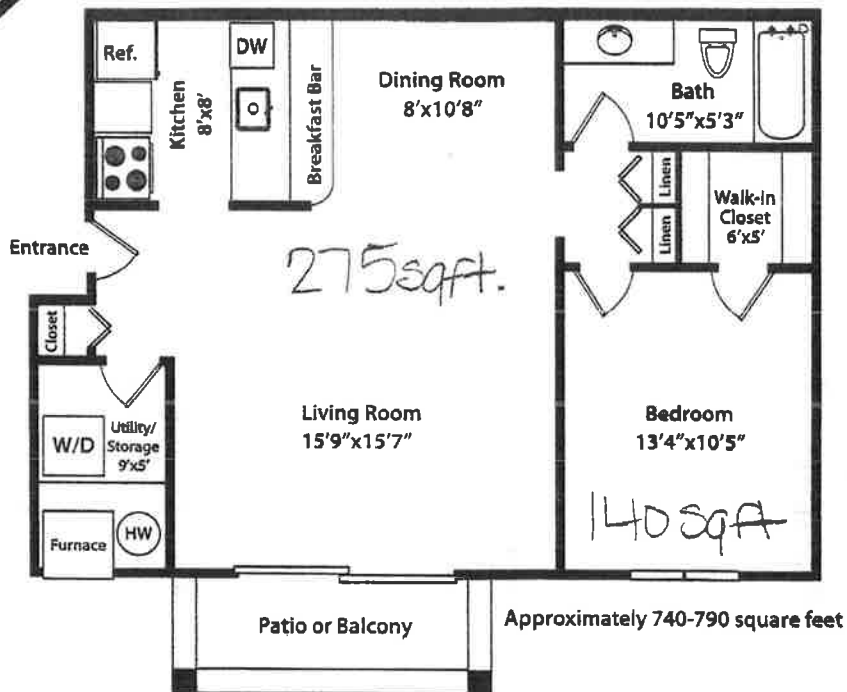 Ref.
DW
Kitchen
8'x8'
Breakfast Bar
Dining Room
8'x10'8"
Bath
10'5"x5'3"
Linen
Linen
Walk-in
Closet
6'x5'
Entrance
275sqft.
Closet
Living Room
15'9"x15'7"
Bedroom
13'4"x10'5"
W/D
Utility/
Storage
9'x5'
140 sqft
Furnace
HW
Patio or Balcony
Approximately 740-790 square feet